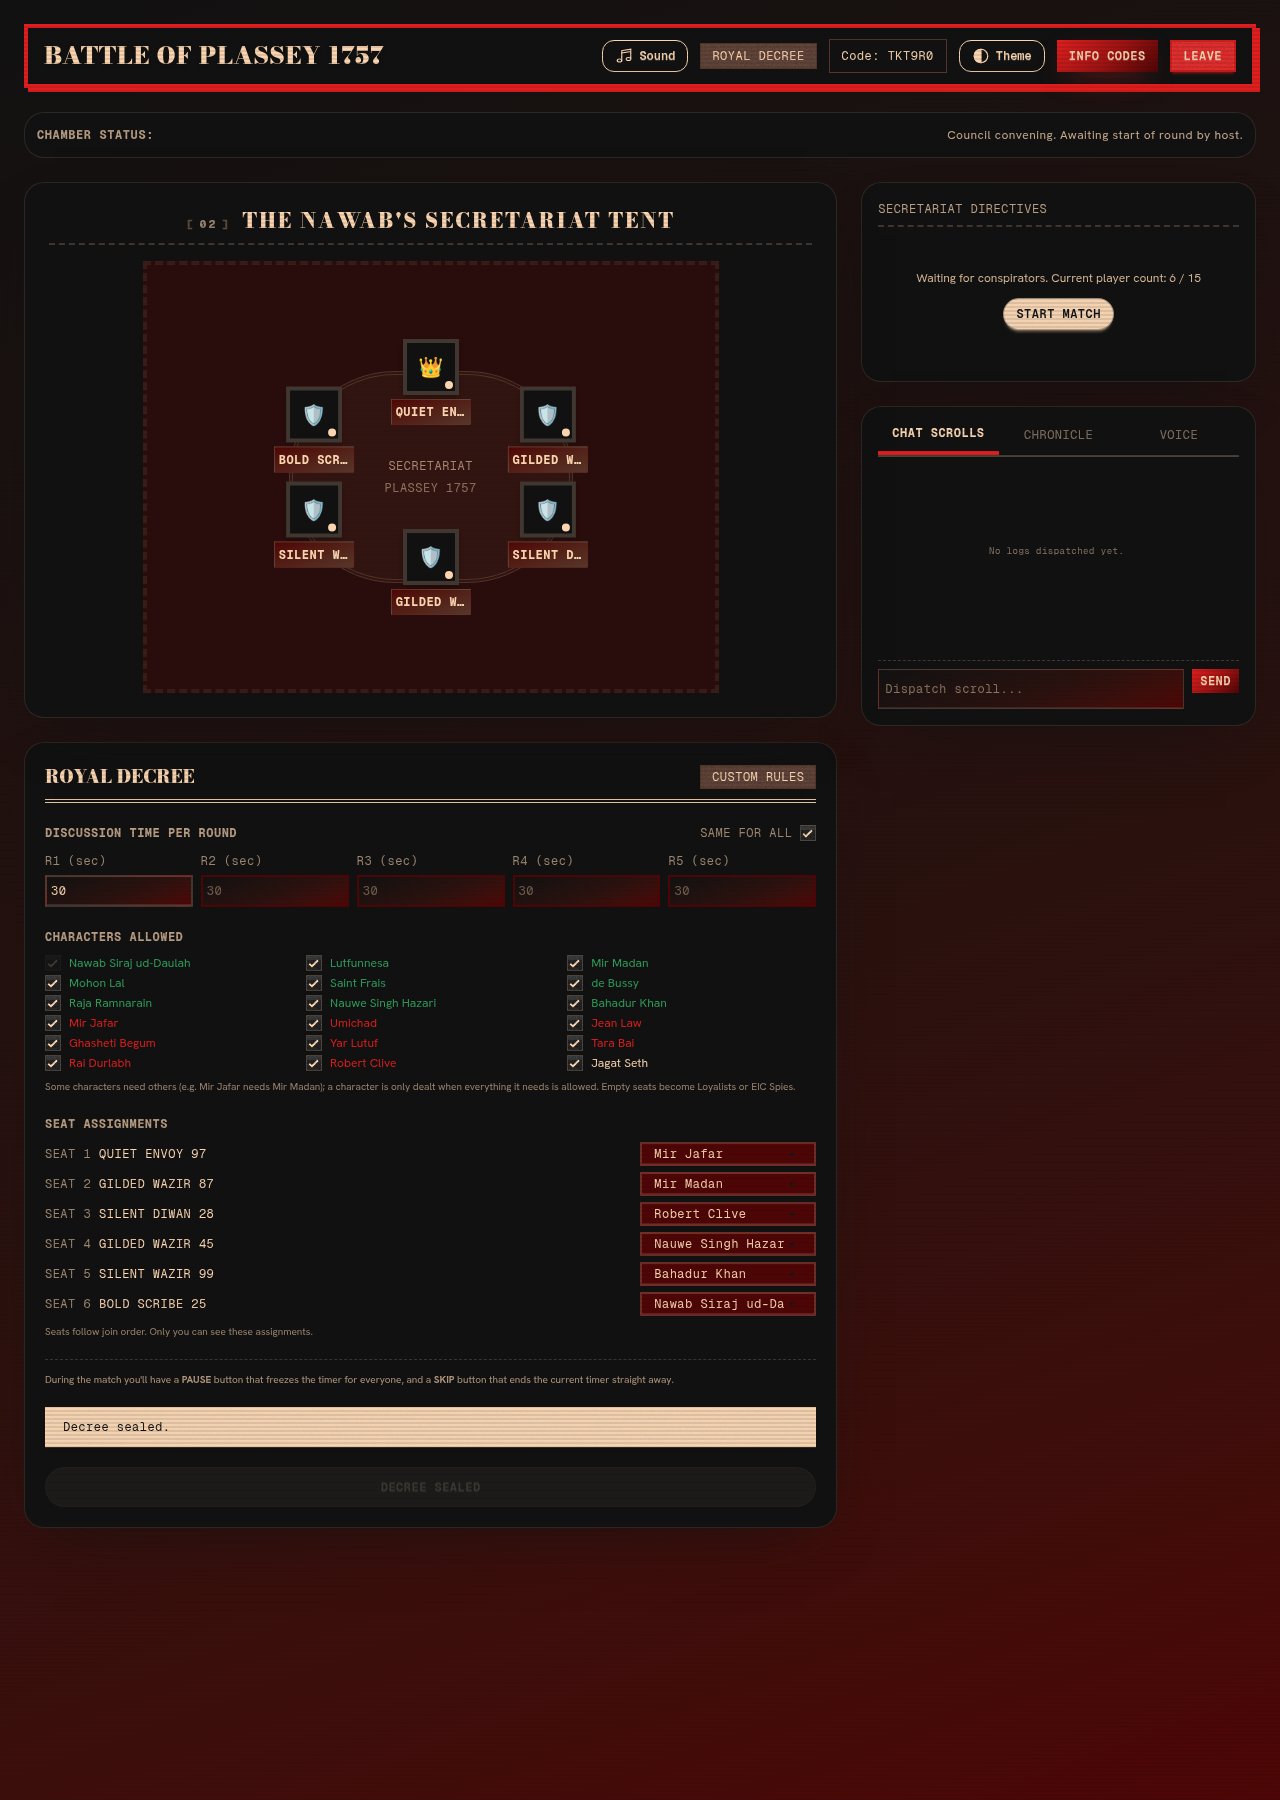 BATTLE OF PLASSEY 1757
Sound
ROYAL DECREE
Code: TKT9R0
Theme
INFO CODES
LEAVE
CHAMBER STATUS:
Council convening. Awaiting start of round by host.
[ 02 ] THE NAWAB'S SECRETARIAT TENT
QUIET EN…
BOLD SCR…
GILDED W…
SECRETARIAT
PLASSEY 1757
SILENT W…
SILENT D…
GILDED W…
SECRETARIAT DIRECTIVES
Waiting for conspirators. Current player count: 6 / 15
START MATCH
CHAT SCROLLS
CHRONICLE
VOICE
No logs dispatched yet.
Dispatch scroll...
SEND
ROYAL DECREE
CUSTOM RULES
DISCUSSION TIME PER ROUND
SAME FOR ALL
R1 (sec) R2 (sec) R3 (sec) R4 (sec) R5 (sec)
30 30 30 30 30
CHARACTERS ALLOWED
Nawab Siraj ud-Daulah Lutfunnesa Mir Madan
Mohon Lal Saint Frais de Bussy
Raja Ramnarain Nauwe Singh Hazari Bahadur Khan
Mir Jafar Umichad Jean Law
Ghasheti Begum Yar Lutuf Tara Bai
Rai Durlabh Robert Clive Jagat Seth
Some characters need others (e.g. Mir Jafar needs Mir Madan); a character is only dealt when everything it needs is allowed. Empty seats become Loyalists or EIC Spies.
SEAT ASSIGNMENTS
SEAT 1 QUIET ENVOY 97 Mir Jafar
SEAT 2 GILDED WAZIR 87 Mir Madan
SEAT 3 SILENT DIWAN 28 Robert Clive
SEAT 4 GILDED WAZIR 45 Nauwe Singh Hazar
SEAT 5 SILENT WAZIR 99 Bahadur Khan
SEAT 6 BOLD SCRIBE 25 Nawab Siraj ud-Da
Seats follow join order. Only you can see these assignments.
During the match you'll have a PAUSE button that freezes the timer for everyone, and a SKIP button that ends the current timer straight away.
Decree sealed.
DECREE SEALED